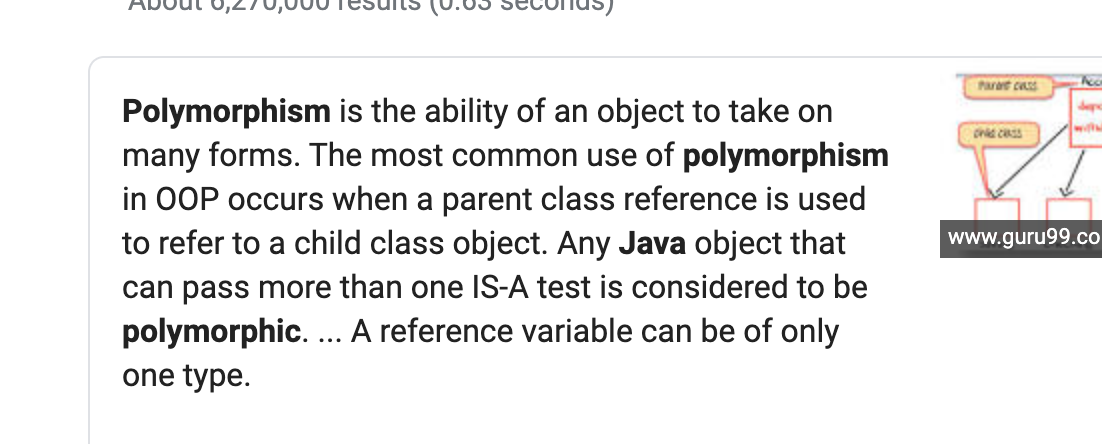 About 6,270,000 results (0.63 seconds)
Polymorphism is the ability of an object to take on
many forms. The most common use of polymorphism
in OOP occurs when a parent class reference is used
to refer to a child class object. Any Java object that
can pass more than one IS-A test is considered to be
polymorphic. ... A reference variable can be of only
one type.
Parent class
child class
www.guru99.co